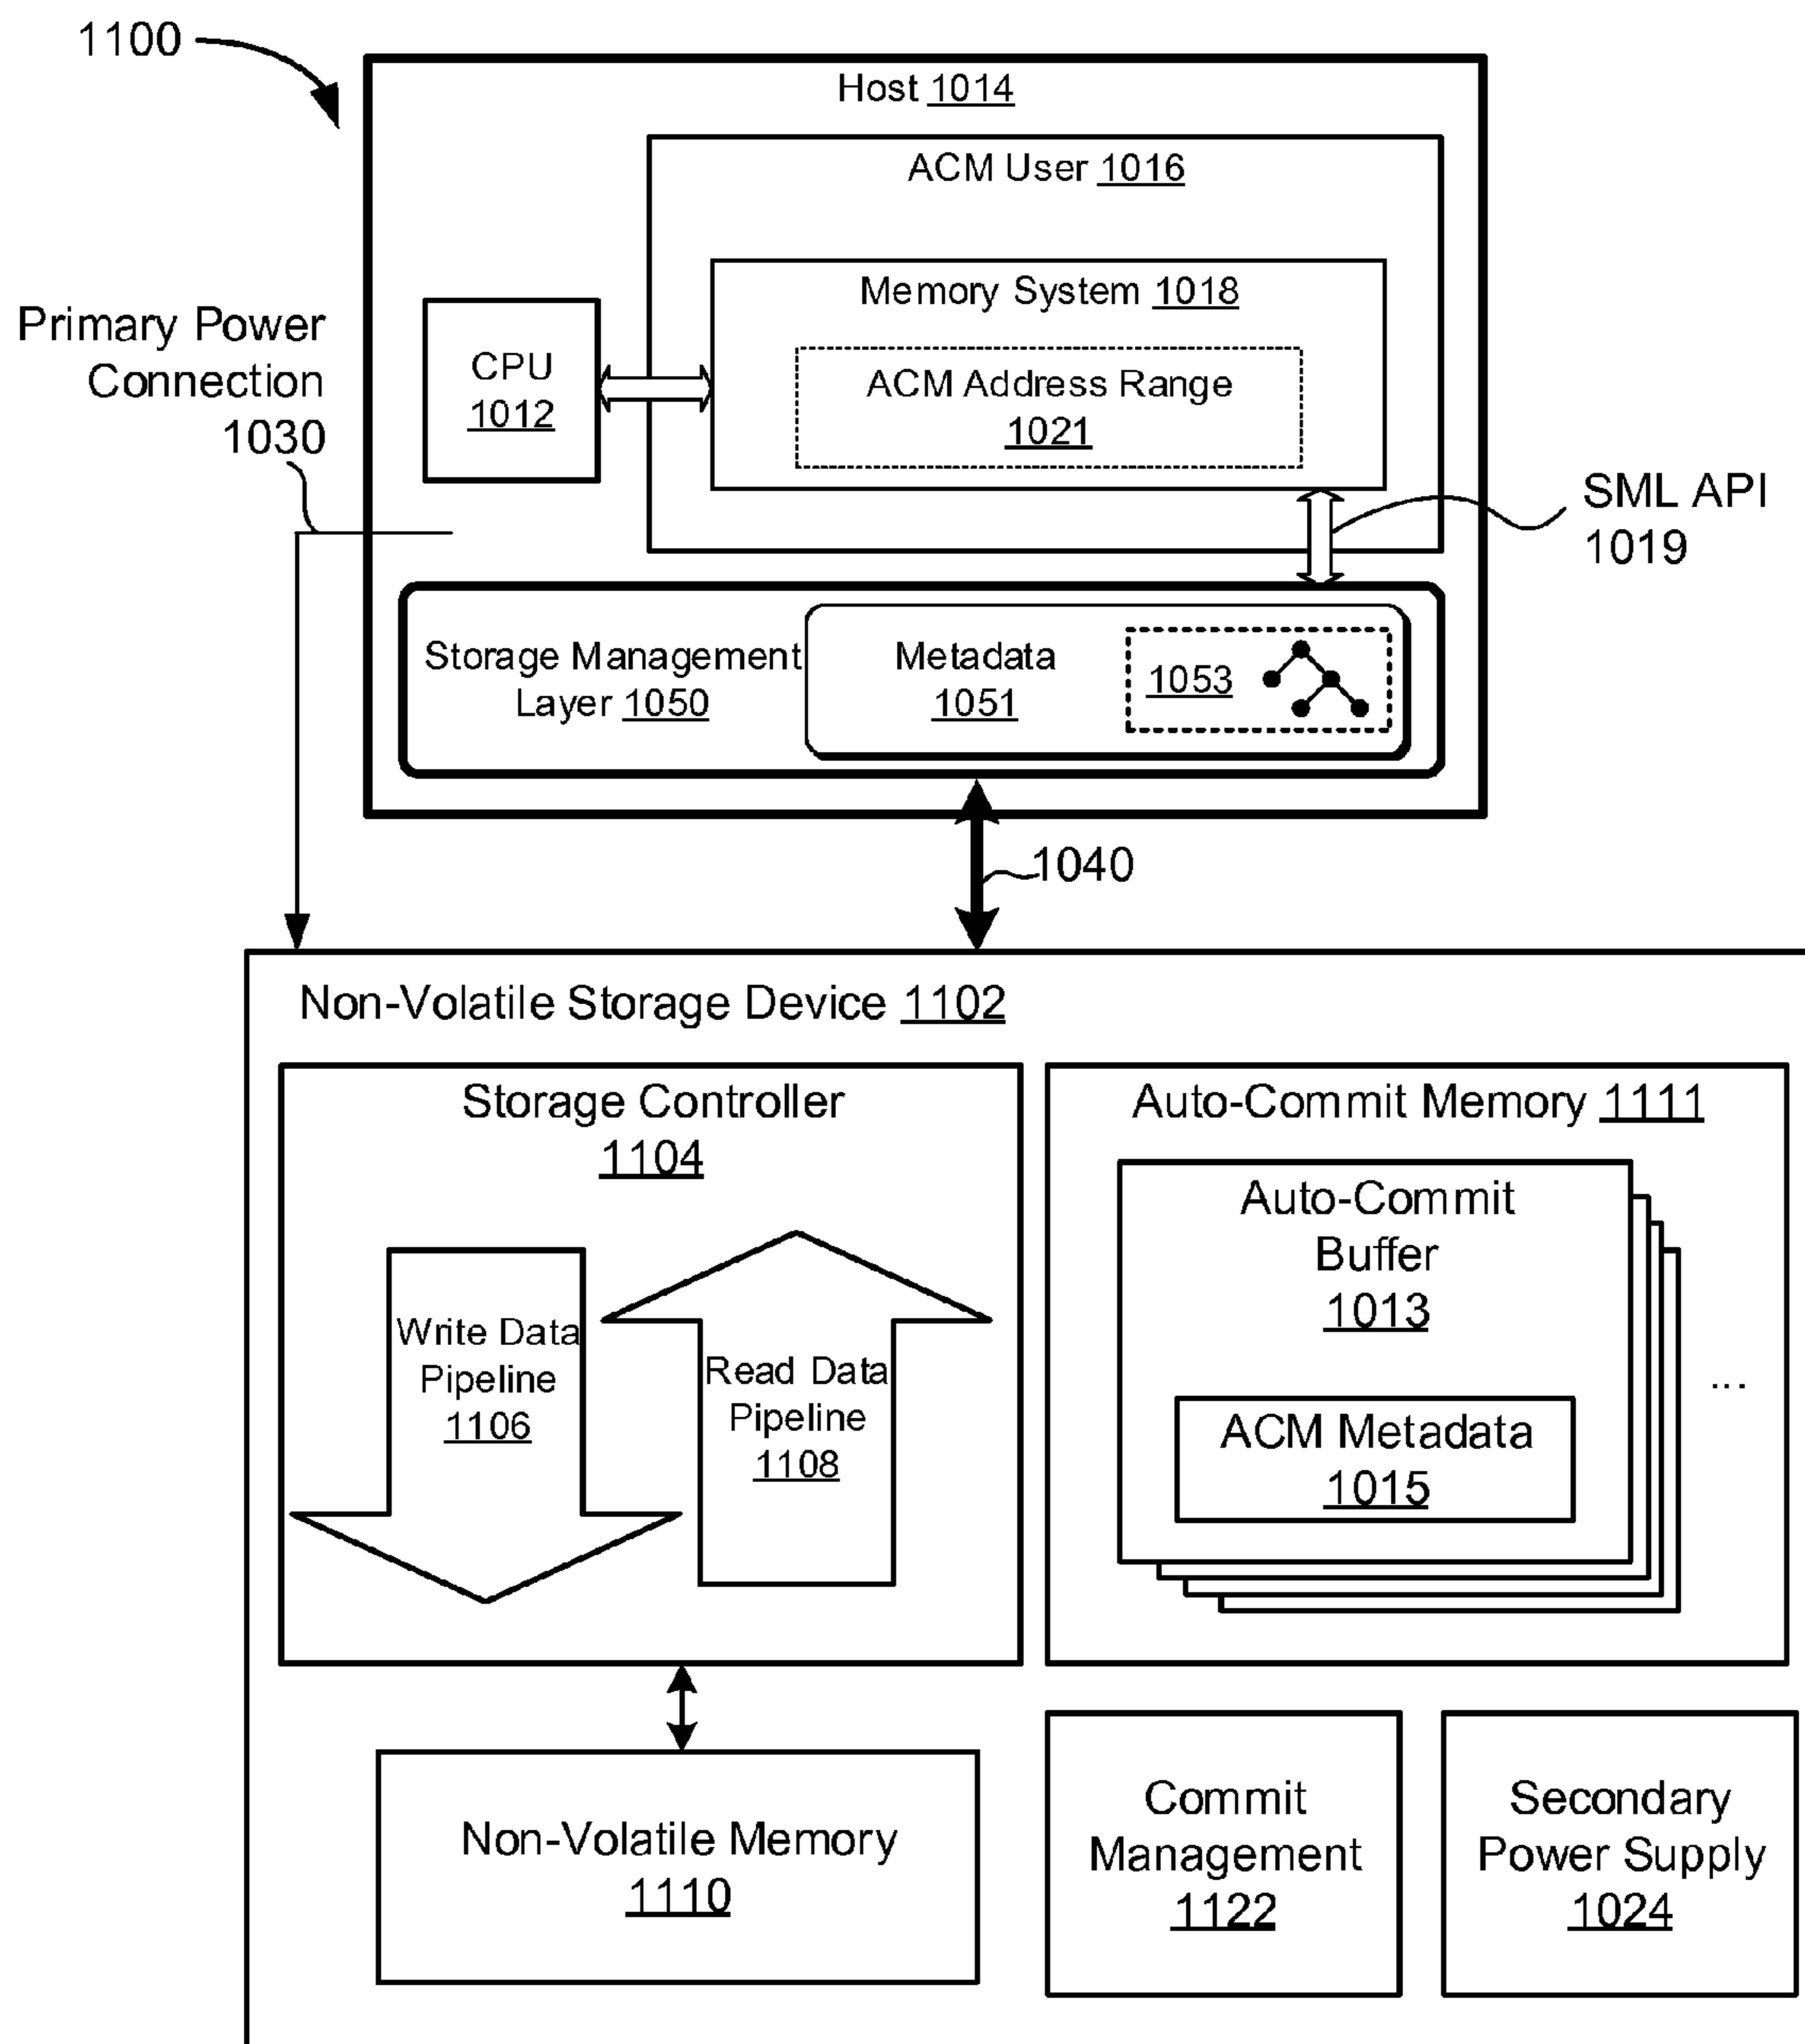 1100
Host 1014
ACM User 1016
Memory System 1018
ACM Address Range
1021
CPU
1012
Primary Power
Connection
1030
SML API
1019
Storage Management
Layer 1050
Metadata
1051
1053
1040
Non-Volatile Storage Device 1102
Storage Controller
1104
Write Data
Pipeline
1106
Read Data
Pipeline
1108
Auto-Commit Memory 1111
Auto-Commit
Buffer
1013
ACM Metadata
1015
...
Non-Volatile Memory
1110
Commit
Management
1122
Secondary
Power Supply
1024